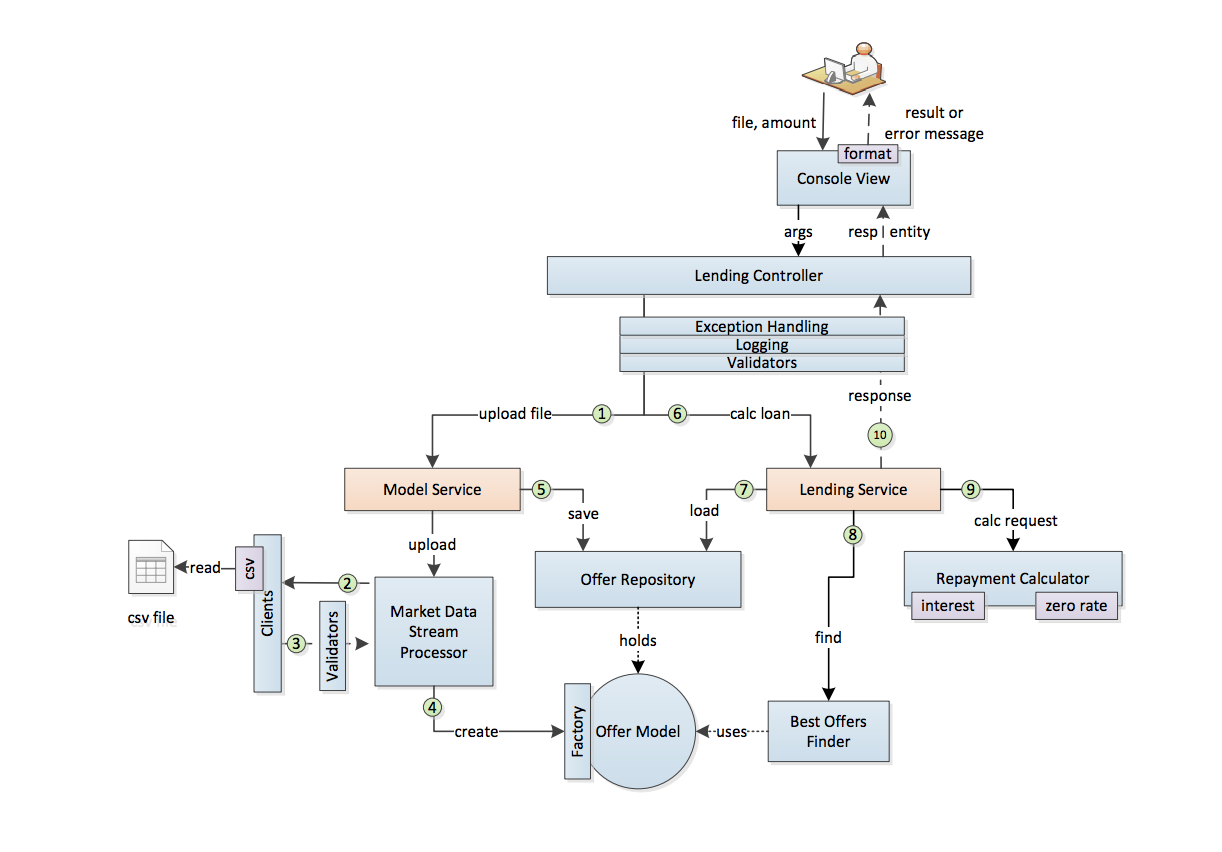 file, amount
result or
error message
format
Console View
args
resp | entity
Lending Controller
Exception Handling
Logging
Validators
response
upload file
1
6
calc loan
10
Model Service
5
save
7
load
Lending Service
9
calc request
8
upload
read
csv
csv file
Clients
2
3
Validators
Market Data
Stream
Processor
Offer Repository
Repayment Calculator
interest
zero rate
holds
find
4
create
Factory
Offer Model
uses
Best Offers
Finder